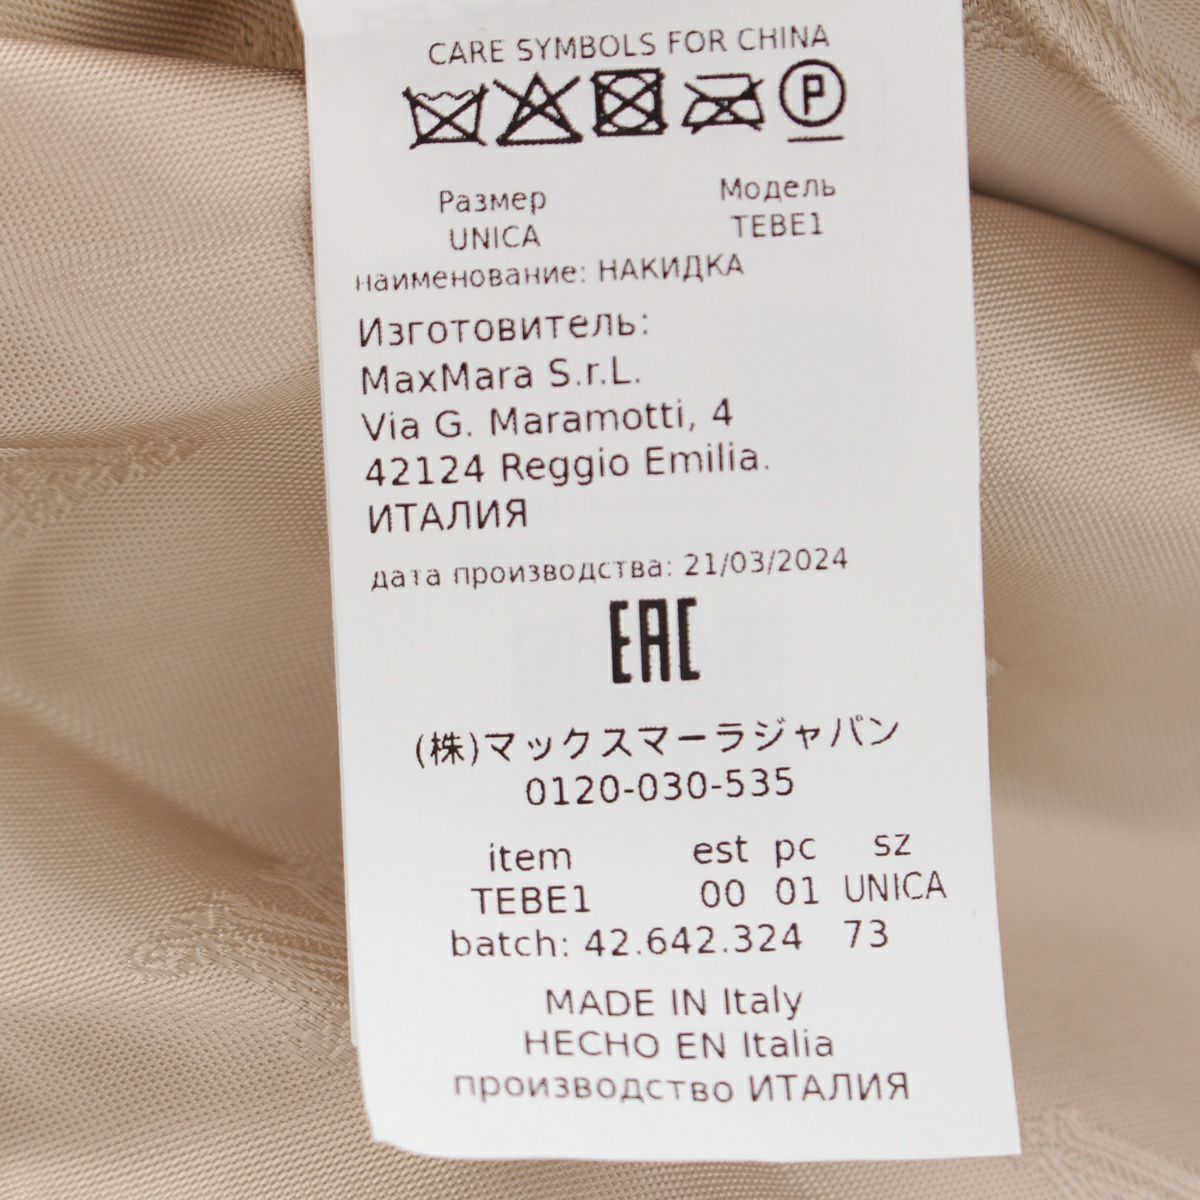 CARE SYMBOLS FOR CHINA
P
Размер Модель
UNICA TEBE1
наименование: НАКИДКА
Изготовитель:
MaxMara S.r.L.
Via G. Maramotti, 4
42124 Reggio Emilia.
ИТАЛИЯ
дата производства: 21/03/2024
EAC
(株)マックスマーラジャパン
0120-030-535
item est pc sz
TEBE1 00 01 UNICA
batch: 42.642.324 73
MADE IN Italy
HECHO EN Italia
производство ИТАЛИЯ